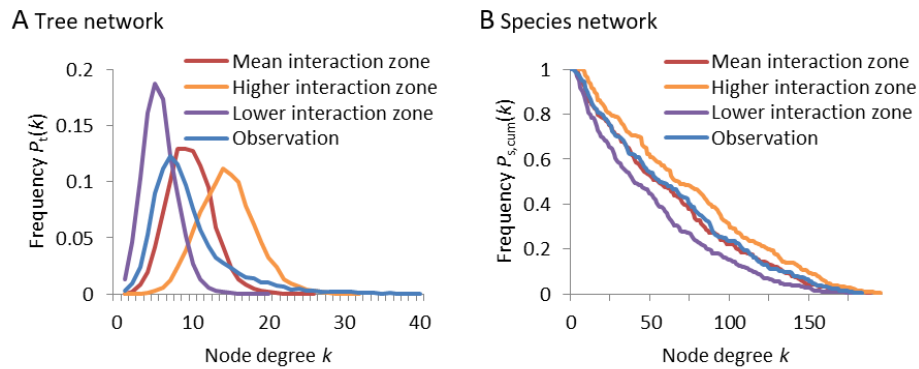 A Tree network
Mean interaction zone
Higher interaction zone
Lower interaction zone
Observation
0.2
0.15
0.1
0.05
0
Frequency Pt(k)
0 10 20 30 40
Node degree k
B Species network
Mean interaction zone
Higher interaction zone
Lower interaction zone
Observation
1
0.8
0.6
0.4
0.2
0
Frequency Ps,cum(k)
0 50 100 150
Node degree k